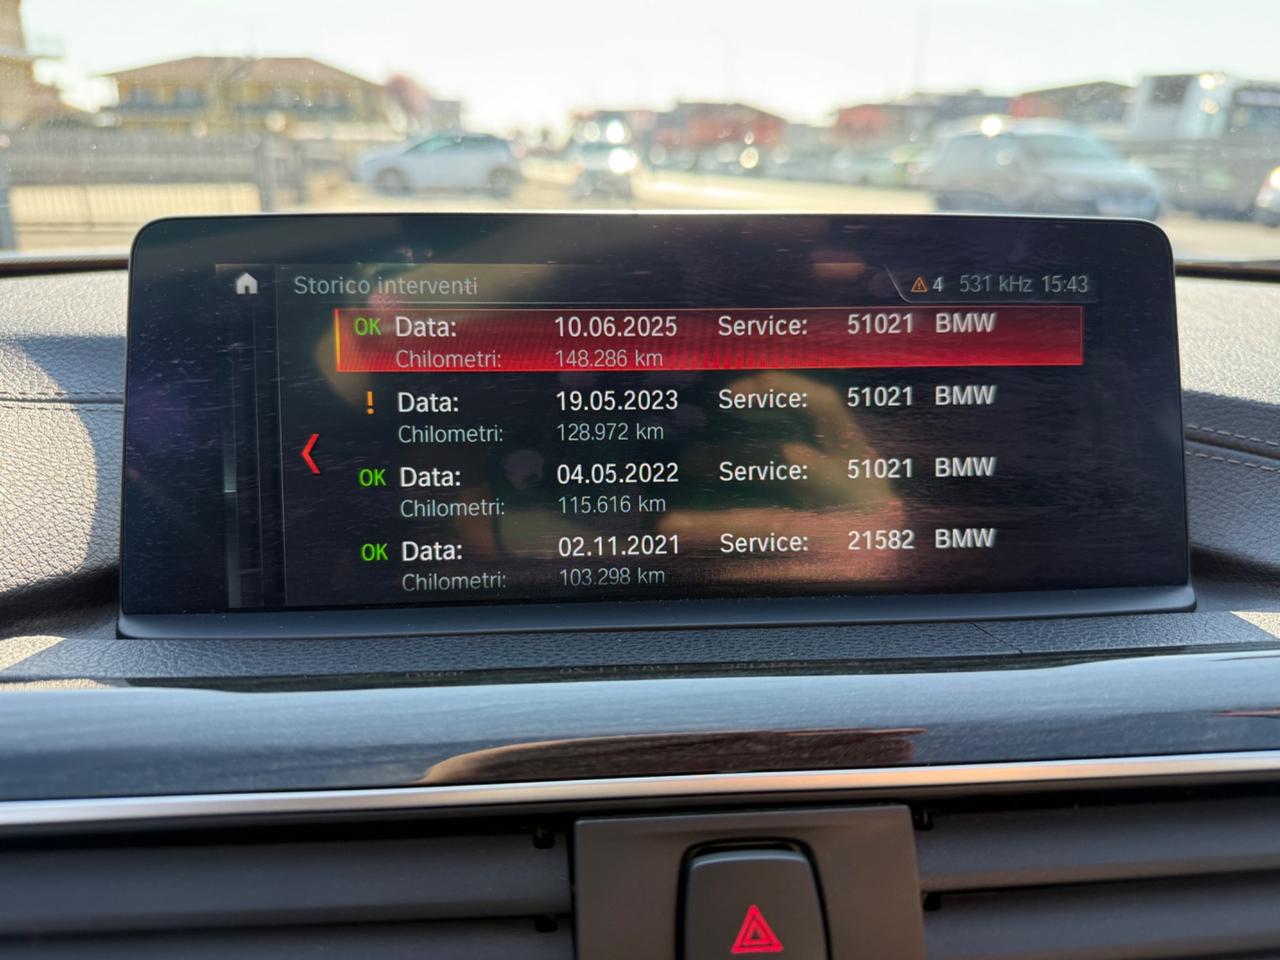 Storico interventi 4 531 kHz 15:43
OK Data: 10.06.2025 Service: 51021 BMW
Chilometri: 148.286 km
! Data: 19.05.2023 Service: 51021 BMW
Chilometri: 128.972 km
OK Data: 04.05.2022 Service: 51021 BMW
Chilometri: 115.616 km
OK Data: 02.11.2021 Service: 21582 BMW
Chilometri: 103.298 km